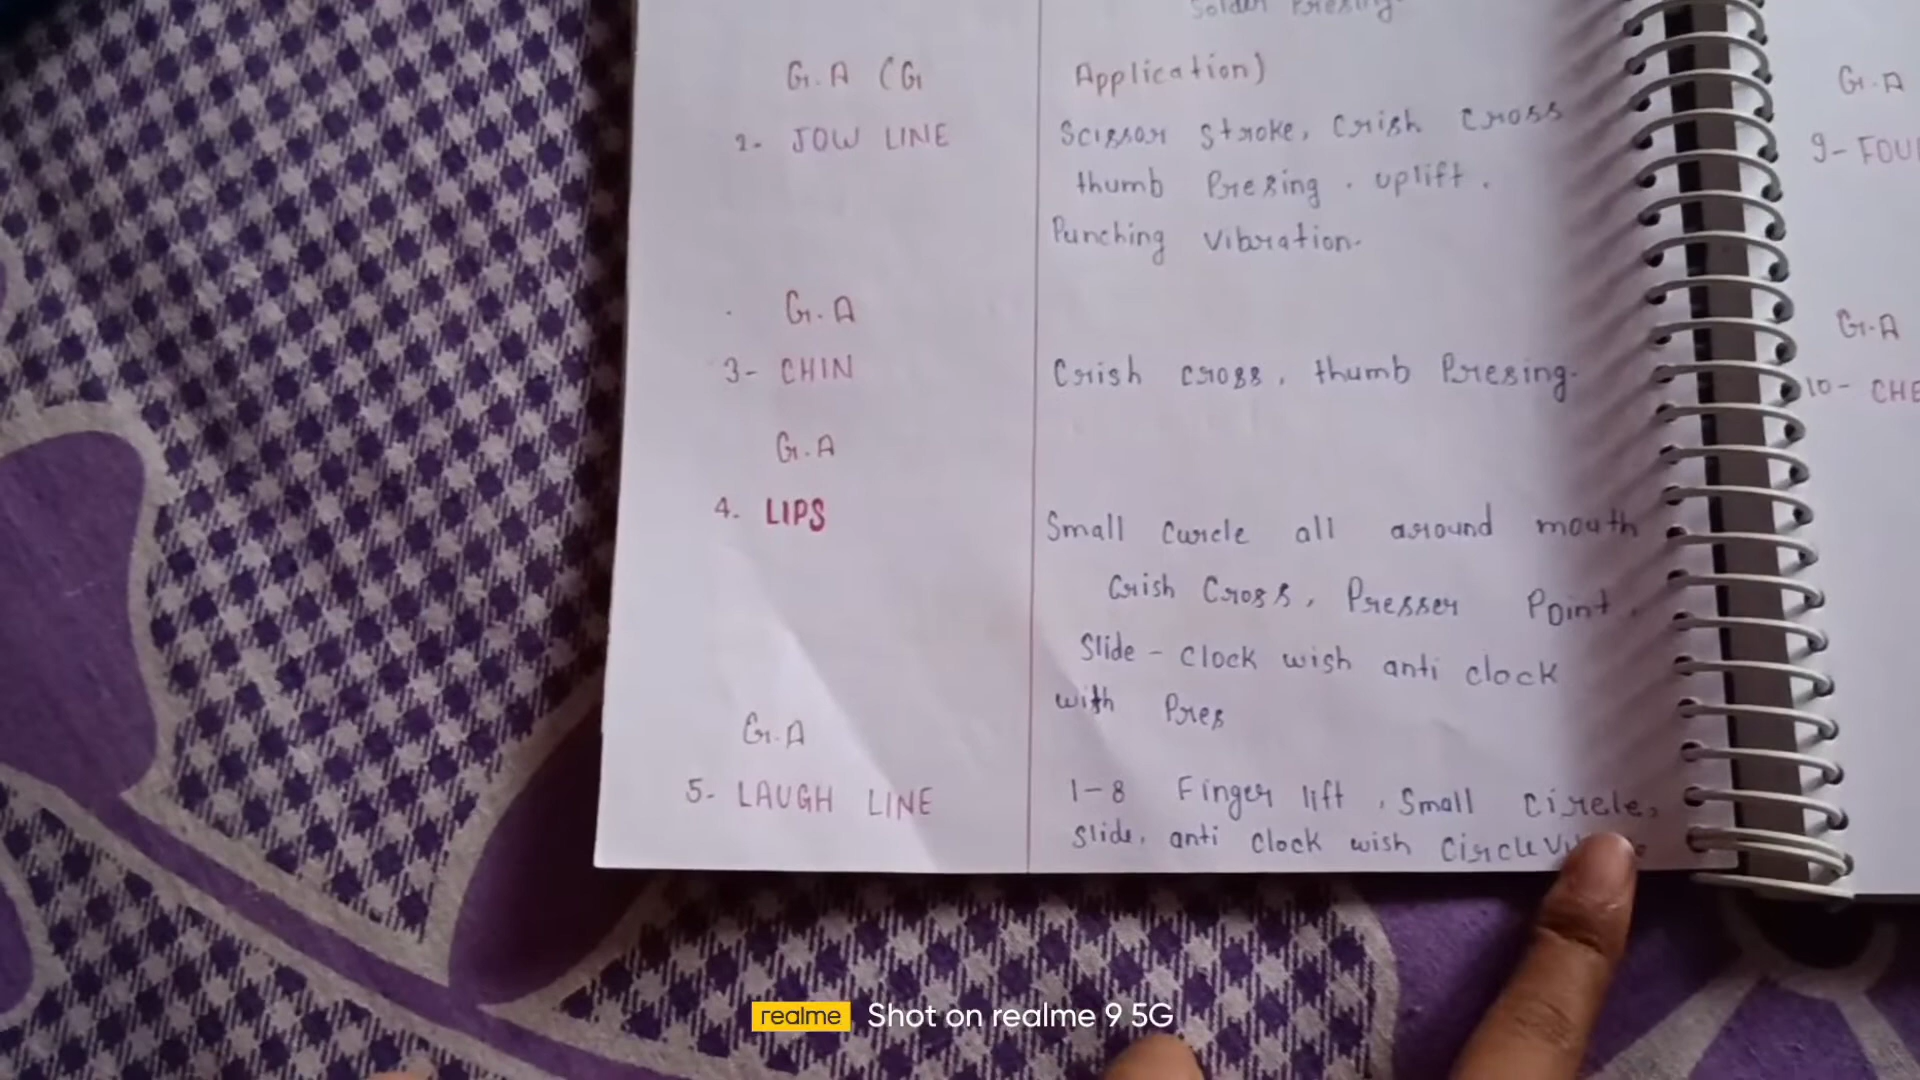 Solder Presing
G.A (G Application)
2- JOW LINE Scissor stroke, Crish Cross
thumb Presing. uplift.
Punching vibration.
G.A
3- CHIN Crish cross, thumb Presing.
G.A
4. LIPS Small Curcle all around mouth
Crish Cross, Presser Point.
Slide - clock wish anti clock
with Pres
G.A
5- LAUGH LINE 1-8 Finger lift, Small Circle,
Slide, anti clock wish Circle
G.A
9-
G.A
10-
realme Shot on realme 9 5G